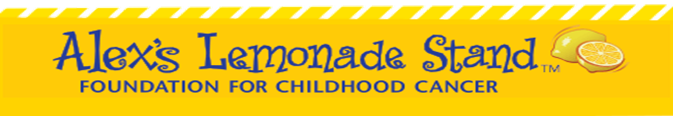 Alex's Lemonade Stand™
FOUNDATION FOR CHILDHOOD CANCER